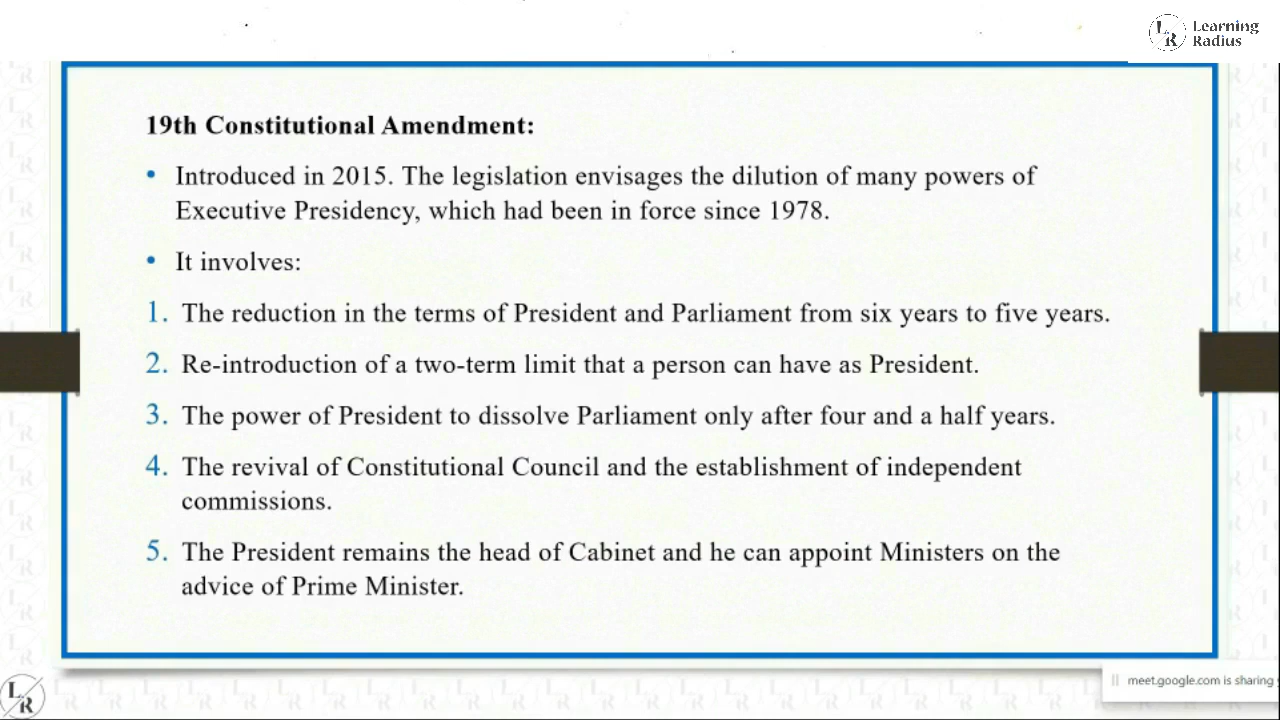 Learning
Radius
19th Constitutional Amendment:
• Introduced in 2015. The legislation envisages the dilution of many powers of
Executive Presidency, which had been in force since 1978.
• It involves:
1. The reduction in the terms of President and Parliament from six years to five years.
2. Re-introduction of a two-term limit that a person can have as President.
3. The power of President to dissolve Parliament only after four and a half years.
4. The revival of Constitutional Council and the establishment of independent
commissions.
5. The President remains the head of Cabinet and he can appoint Ministers on the
advice of Prime Minister.
meet.google.com is sharing
LR